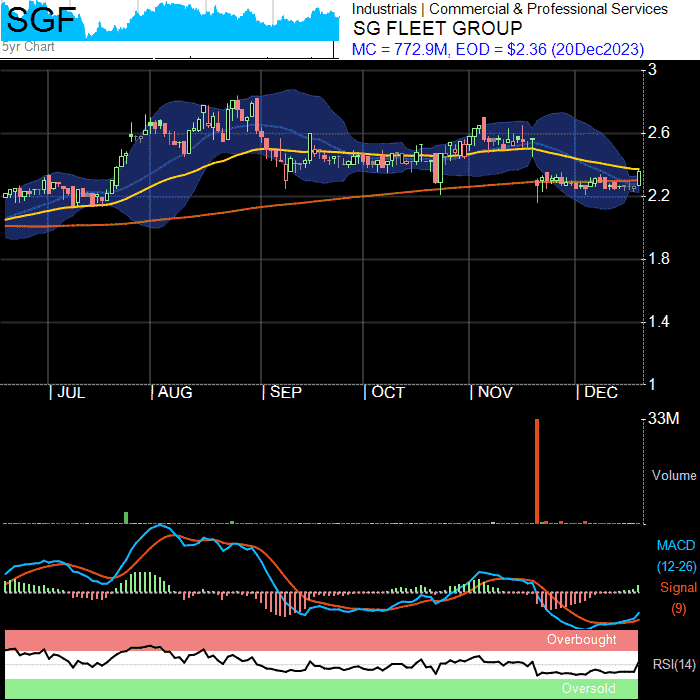 SGF
5yr Chart
Industrials | Commercial & Professional Services
SG FLEET GROUP
MC = 772.9M, EOD = $2.36 (20Dec2023)
3
2.6
2.2
1.8
1.4
1
| JUL | AUG | SEP | OCT | NOV | DEC
33M
Volume
MACD
(12-26)
Signal
(9)
Overbought
RSI(14)
Oversold